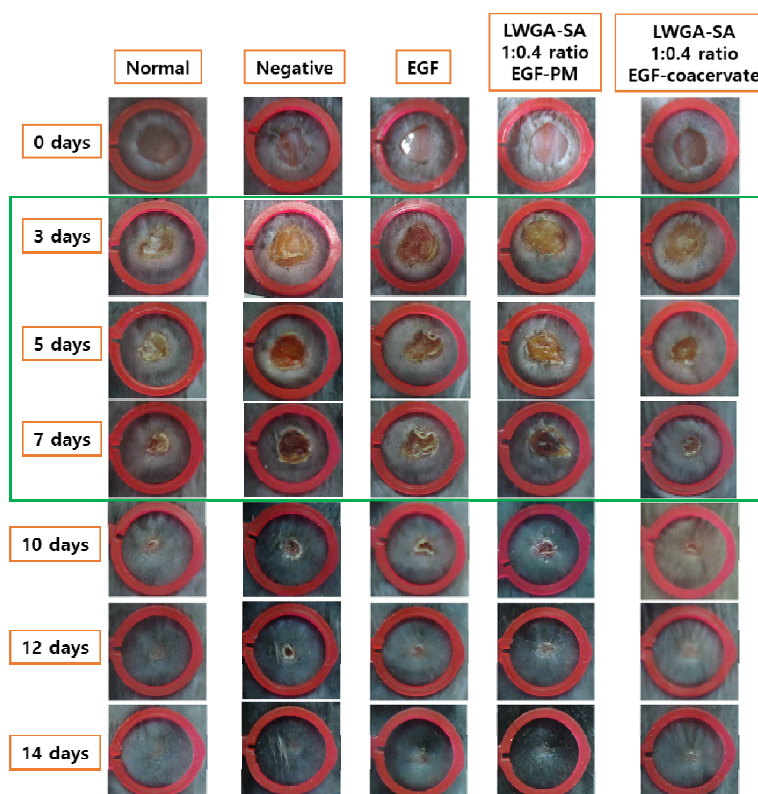 Normal
Negative
EGF
LWGA-SA
1:0.4 ratio
EGF-PM
LWGA-SA
1:0.4 ratio
EGF-coacervate
0 days
3 days
5 days
7 days
10 days
12 days
14 days